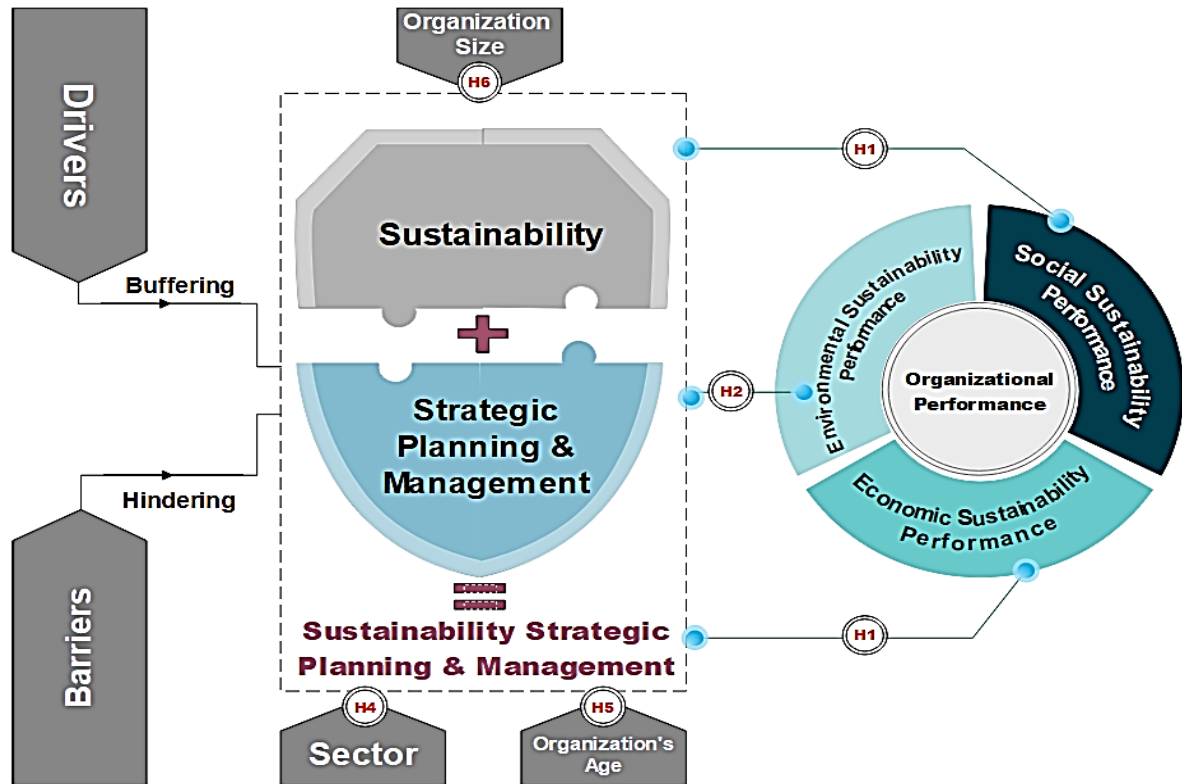 Organization
Size
H6
Drivers
Buffering
Hindering
Barriers
Sustainability
Strategic
Planning &
Management
Sustainability Strategic
Planning & Management
H4
Sector
H5
Organization's
Age
H1
H2
H1
Environmental Sustainability
Performance
Social Sustainability
Performance
Organizational
Performance
Economic Sustainability
Performance